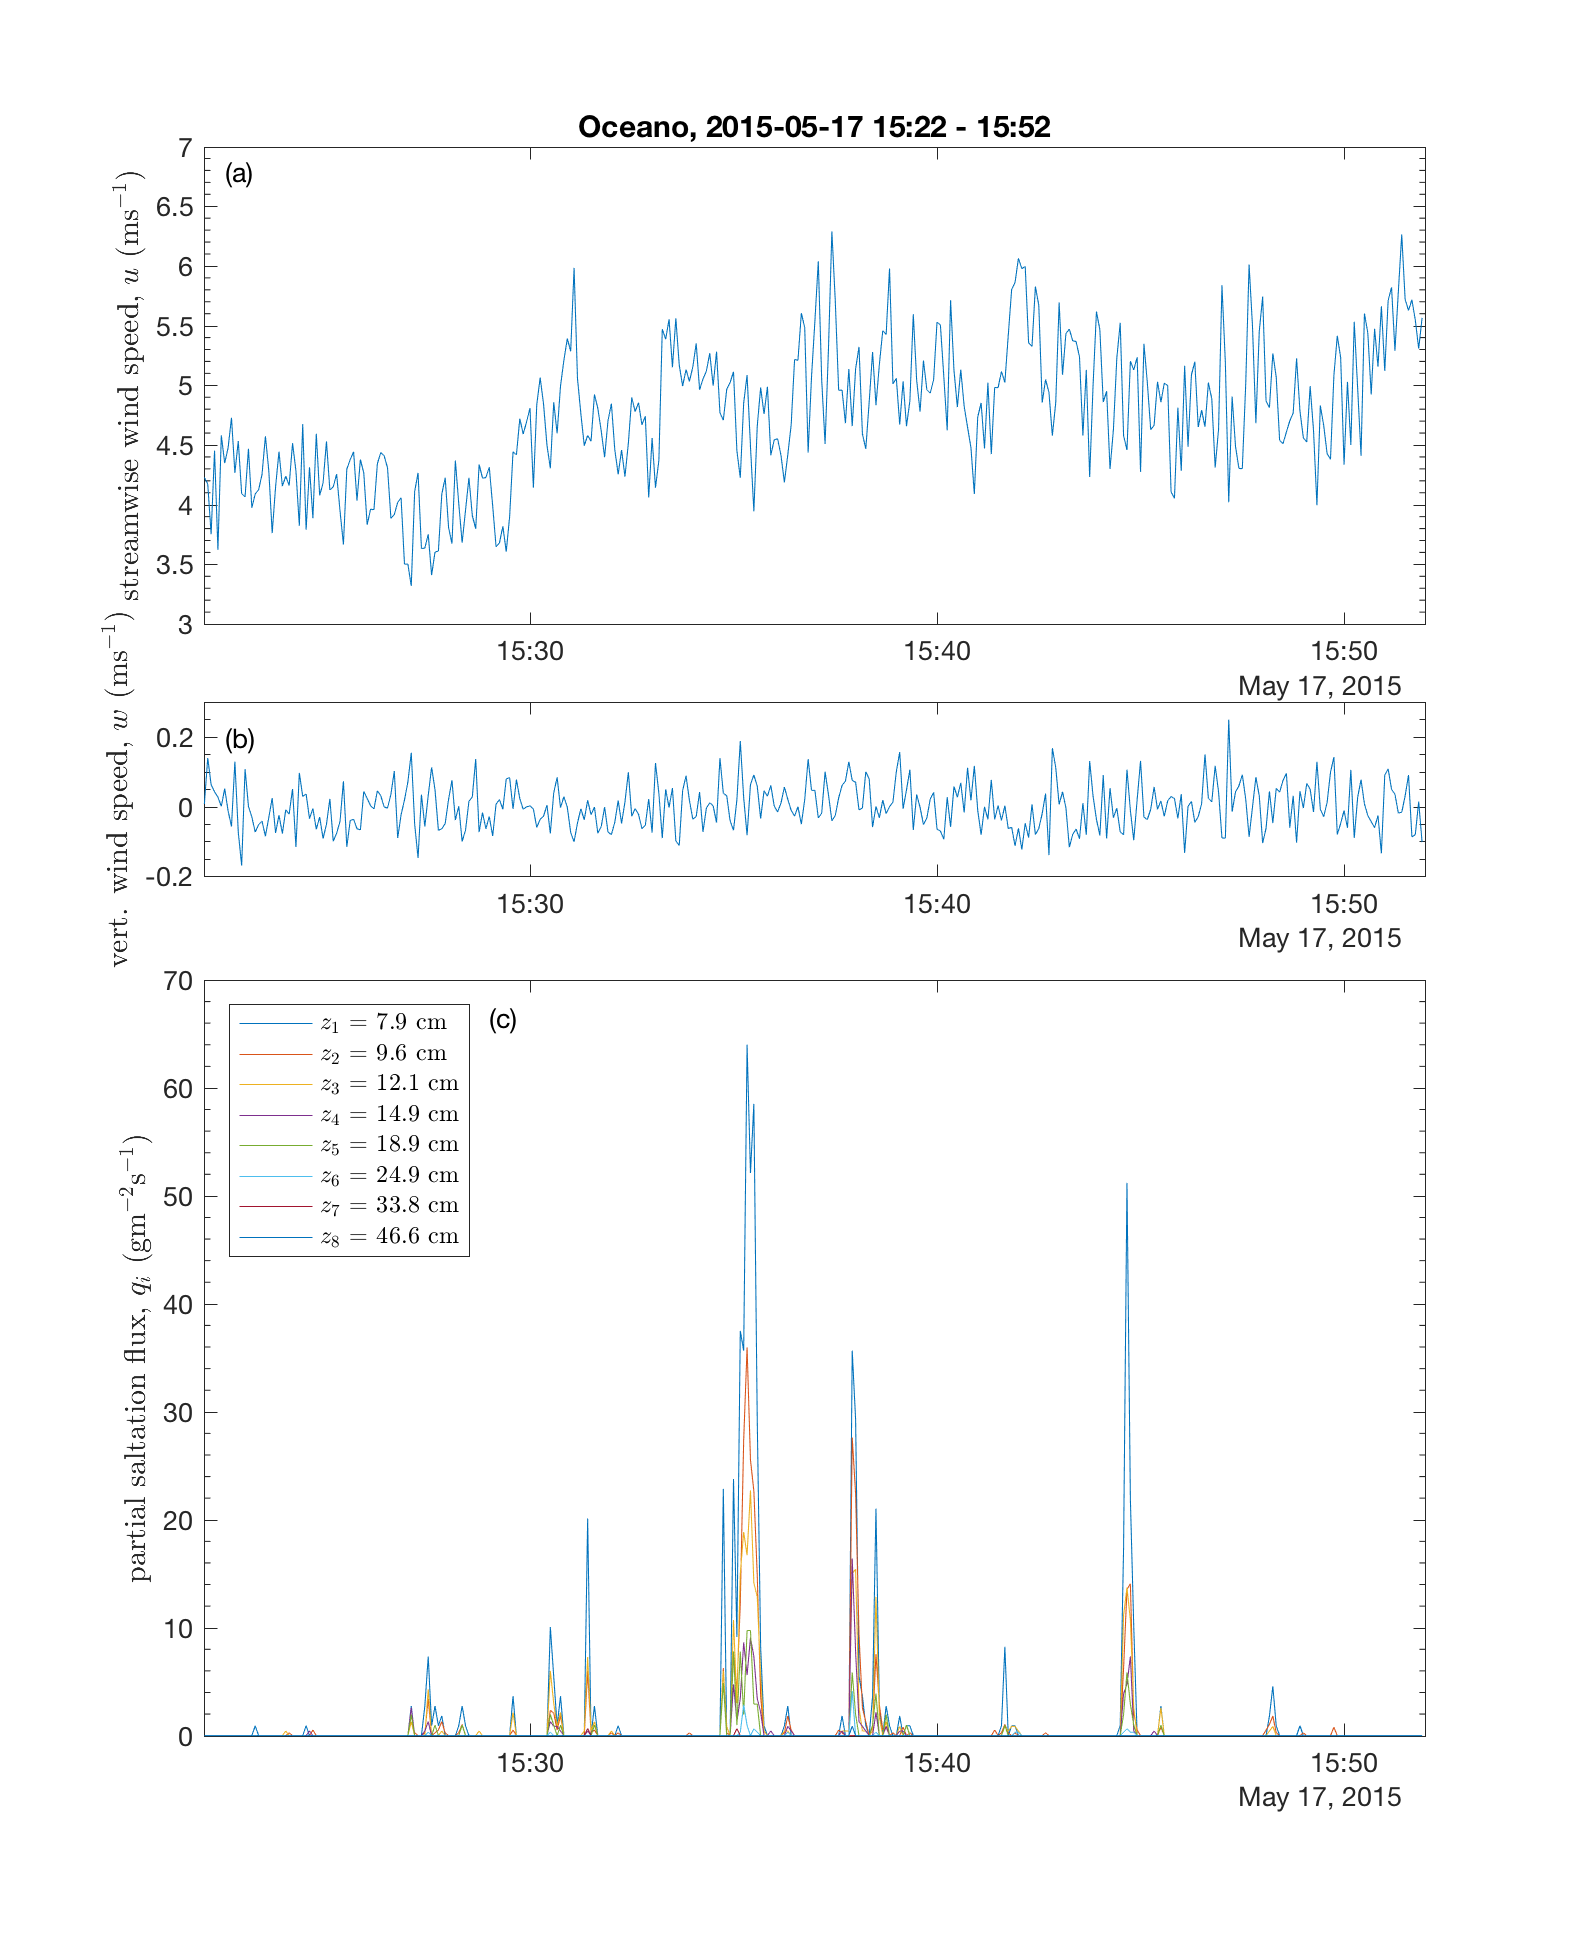 Oceano, 2015-05-17 15:22 - 15:52
(a)
streamwise wind speed, u (ms⁻¹)
7
6.5
6
5.5
5
4.5
4
3.5
3
15:30 15:40 15:50
May 17, 2015
(b)
vert. wind speed, w (ms⁻¹)
0.2
0
-0.2
15:30 15:40 15:50
May 17, 2015
(c)
partial saltation flux, qᵢ (gm⁻²s⁻¹)
70
60
50
40
30
20
10
0
z₁ = 7.9 cm
z₂ = 9.6 cm
z₃ = 12.1 cm
z₄ = 14.9 cm
z₅ = 18.9 cm
z₆ = 24.9 cm
z₇ = 33.8 cm
z₈ = 46.6 cm
15:30 15:40 15:50
May 17, 2015